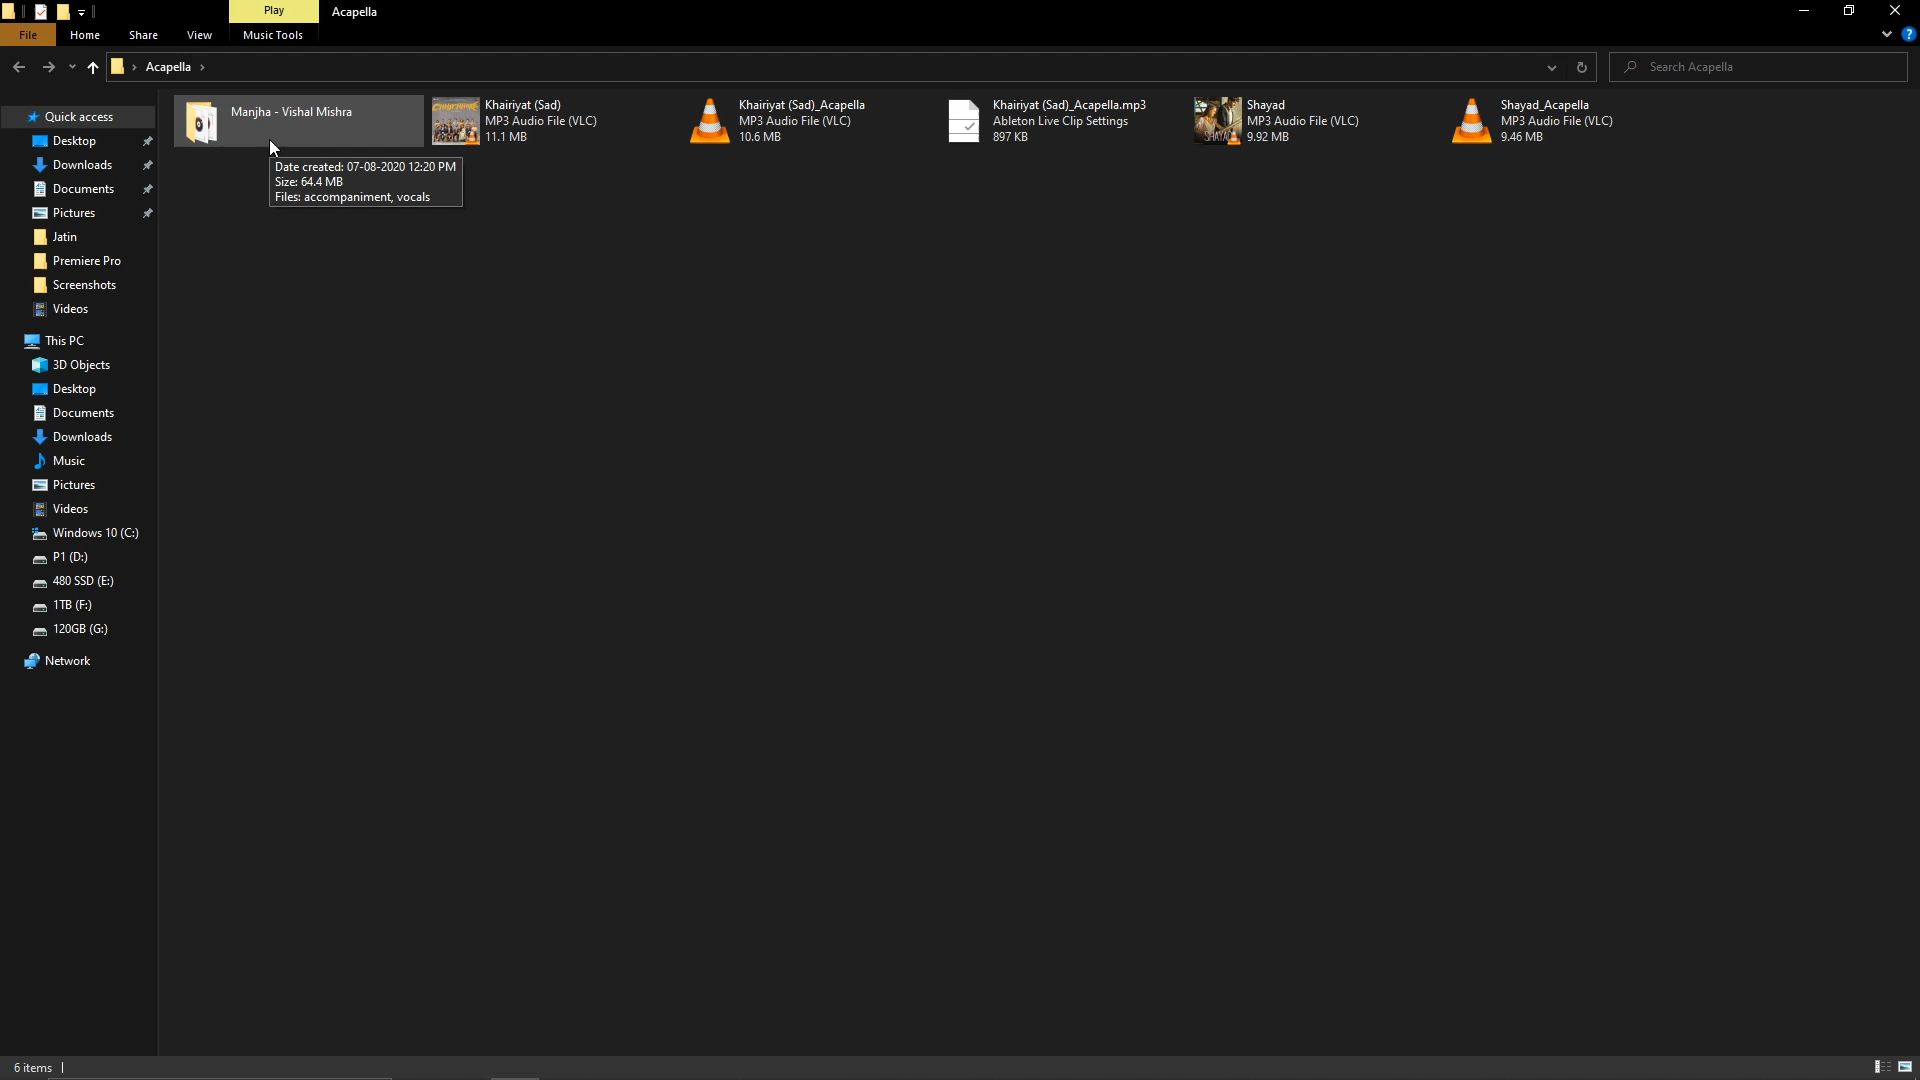 Play
Acapella
File
Home
Share
View
Music Tools
Acapella
Search Acapella
Quick access
Desktop
Downloads
Documents
Pictures
Jatin
Premiere Pro
Screenshots
Videos
This PC
3D Objects
Desktop
Documents
Downloads
Music
Pictures
Videos
Windows 10 (C:)
P1 (D:)
480 SSD (E:)
1TB (F:)
120GB (G:)
Network
Manjha - Vishal Mishra
Date created: 07-08-2020 12:20 PM
Size: 64.4 MB
Files: accompaniment, vocals
Khairiyat (Sad)
MP3 Audio File (VLC)
11.1 MB
Khairiyat (Sad)_Acapella
MP3 Audio File (VLC)
10.6 MB
Khairiyat (Sad)_Acapella.mp3
Ableton Live Clip Settings
897 KB
Shayad
MP3 Audio File (VLC)
9.92 MB
Shayad_Acapella
MP3 Audio File (VLC)
9.46 MB
6 items